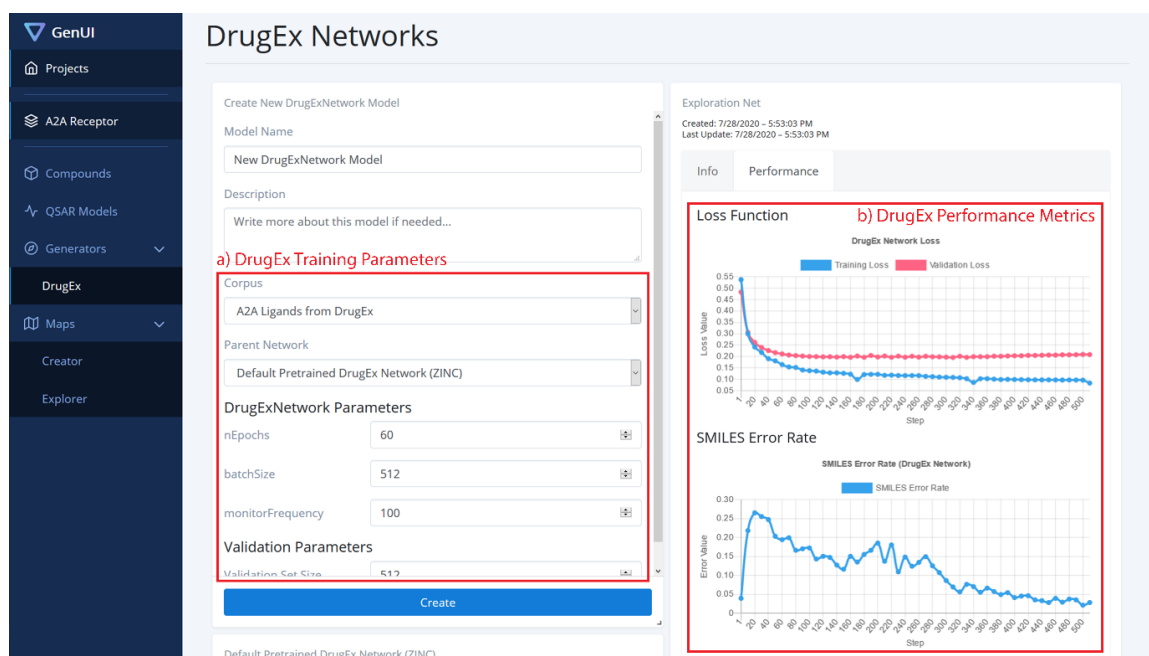 GenUI
Projects
A2A Receptor
Compounds
QSAR Models
Generators
DrugEx
Maps
Creator
Explorer
DrugEx Networks
Create New DrugExNetwork Model
Model Name
New DrugExNetwork Model
Description
Write more about this model if needed...
a) DrugEx Training Parameters
Corpus
A2A Ligands from DrugEx
Parent Network
Default Pretrained DrugEx Network (ZINC)
DrugExNetwork Parameters
nEpochs 60
batchSize 512
monitorFrequency 100
Validation Parameters
Validation Set Size 512
Create
Default Pretrained DrugEx Network (ZINC)
Exploration Net
Created: 7/28/2020 – 5:53:03 PM
Last Update: 7/28/2020 – 5:53:03 PM
Info Performance
Loss Function b) DrugEx Performance Metrics
DrugEx Network Loss
Training Loss Validation Loss
0.55
0.50
0.45
0.40
0.35
0.30
0.25
0.20
0.15
0.10
0.05
Loss Value
1 20 40 60 80 100 120 140 160 180 200 220 240 260 280 300 320 340 360 380 400 420 440 460 480 500
Step
SMILES Error Rate
SMILES Error Rate (DrugEx Network)
SMILES Error Rate
0.30
0.25
0.20
0.15
0.10
0.05
0
Error Value
1 20 40 60 80 100 120 140 160 180 200 220 240 260 280 300 320 340 360 380 400 420 440 460 480 500
Step